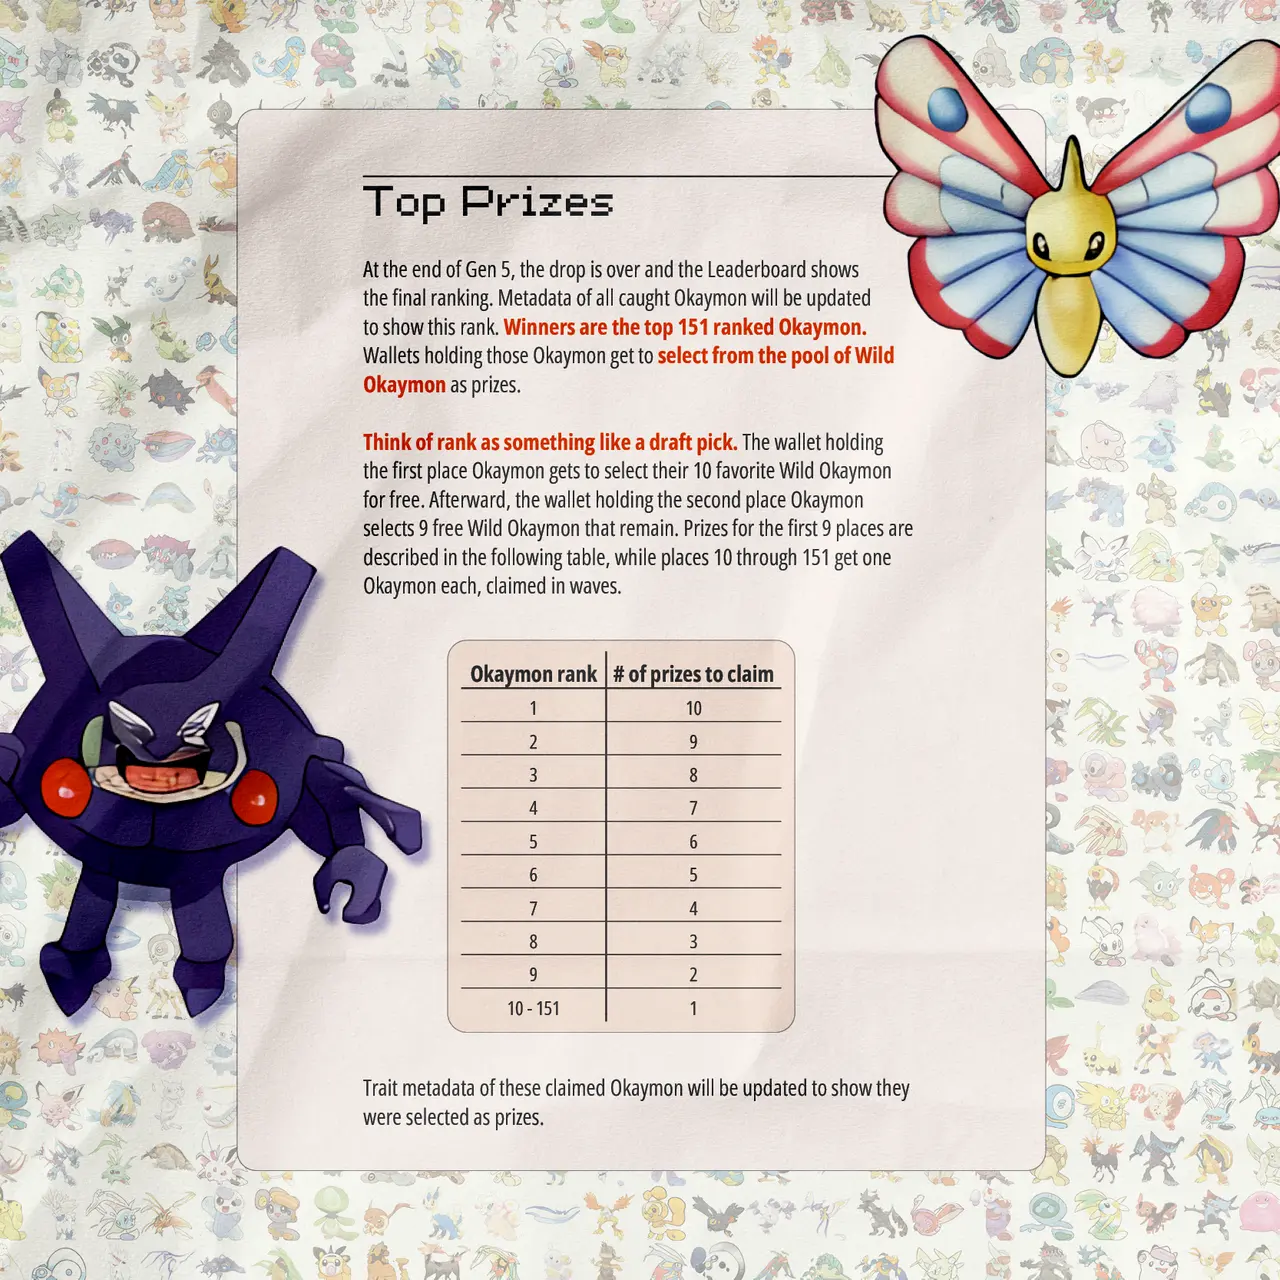 Top Prizes
At the end of Gen 5, the drop is over and the Leaderboard shows
the final ranking. Metadata of all caught Okaymon will be updated
to show this rank. Winners are the top 151 ranked Okaymon.
Wallets holding those Okaymon get to select from the pool of Wild
Okaymon as prizes.
Think of rank as something like a draft pick. The wallet holding
the first place Okaymon gets to select their 10 favorite Wild Okaymon
for free. Afterward, the wallet holding the second place Okaymon
selects 9 free Wild Okaymon that remain. Prizes for the first 9 places are
described in the following table, while places 10 through 151 get one
Okaymon each, claimed in waves.
Okaymon rank # of prizes to claim
1 10
2 9
3 8
4 7
5 6
6 5
7 4
8 3
9 2
10 - 151 1
Trait metadata of these claimed Okaymon will be updated to show they
were selected as prizes.